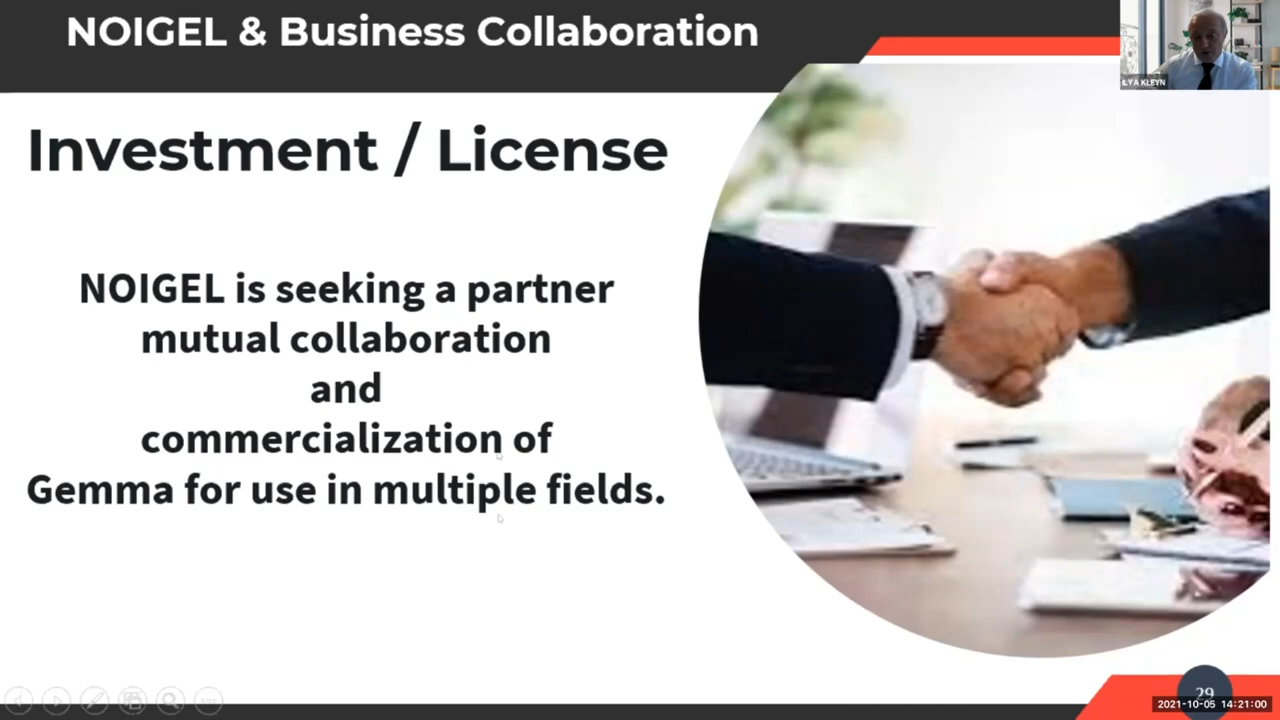 NOIGEL & Business Collaboration
ILYA KLEYN
Investment / License
NOIGEL is seeking a partner
mutual collaboration
and
commercialization of
Gemma for use in multiple fields.
29
2021-10-05 14:21:00